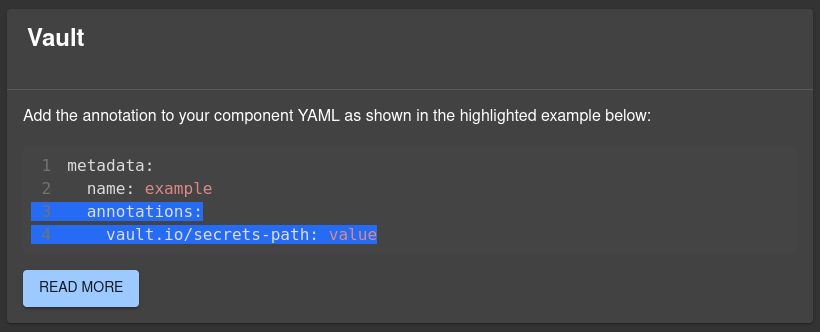 Vault
Add the annotation to your component YAML as shown in the highlighted example below:
1 metadata:
2   name: example
3   annotations:
4     vault.io/secrets-path: value
READ MORE